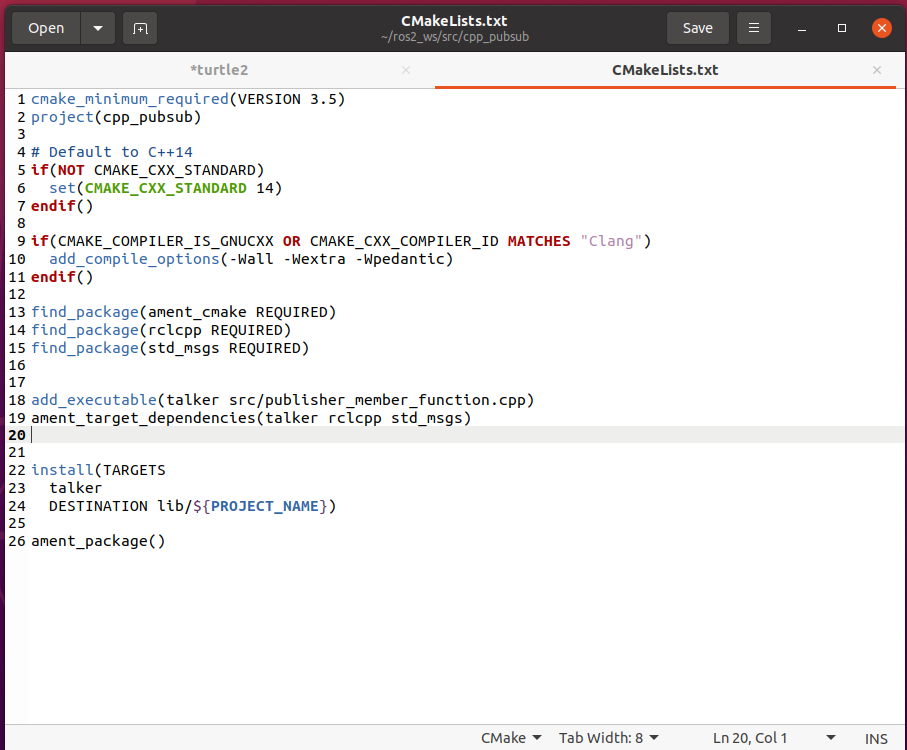 Open
CMakeLists.txt
~/ros2_ws/src/cpp_pubsub
Save
*turtle2
CMakeLists.txt
1 cmake_minimum_required(VERSION 3.5)
2 project(cpp_pubsub)
3
4 # Default to C++14
5 if(NOT CMAKE_CXX_STANDARD)
6   set(CMAKE_CXX_STANDARD 14)
7 endif()
8
9 if(CMAKE_COMPILER_IS_GNUCXX OR CMAKE_CXX_COMPILER_ID MATCHES "Clang")
10   add_compile_options(-Wall -Wextra -Wpedantic)
11 endif()
12
13 find_package(ament_cmake REQUIRED)
14 find_package(rclcpp REQUIRED)
15 find_package(std_msgs REQUIRED)
16
17
18 add_executable(talker src/publisher_member_function.cpp)
19 ament_target_dependencies(talker rclcpp std_msgs)
20
21
22 install(TARGETS
23   talker
24   DESTINATION lib/${PROJECT_NAME})
25
26 ament_package()
CMake Tab Width: 8 Ln 20, Col 1 INS